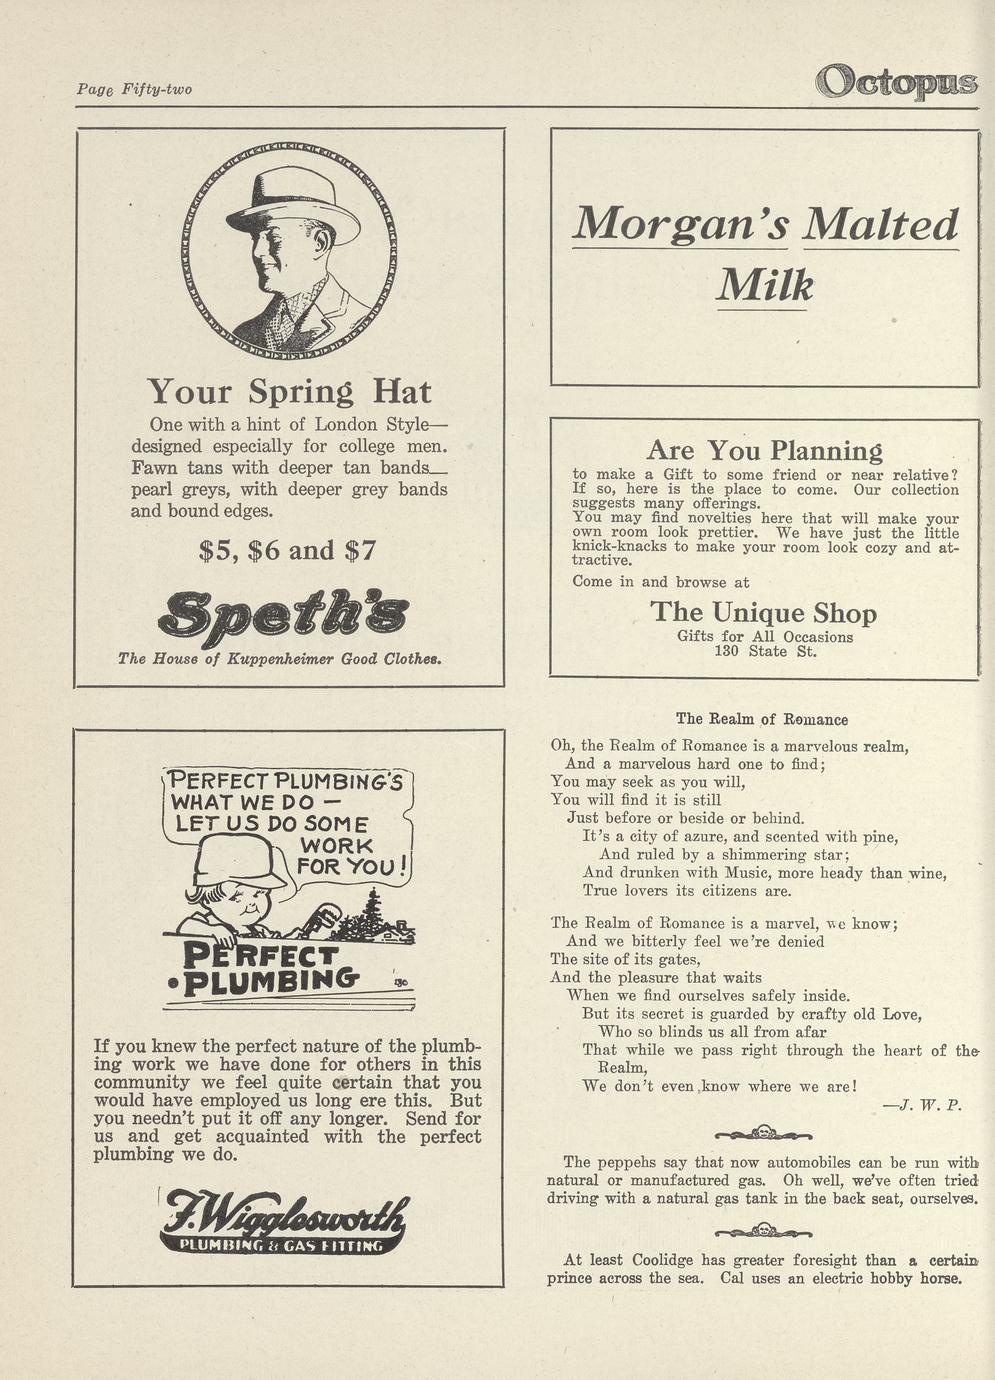 Page Fifty-two
Octopus
Your Spring Hat
One with a hint of London Style—
designed especially for college men.
Fawn tans with deeper tan bands—
pearl greys, with deeper grey bands
and bound edges.
$5, $6 and $7
Speth's
The House of Kuppenheimer Good Clothes.
PERFECT PLUMBING'S
WHAT WE DO —
LET US DO SOME
WORK
FOR YOU!
PERFECT
PLUMBING
If you knew the perfect nature of the plumb-
ing work we have done for others in this
community we feel quite certain that you
would have employed us long ere this. But
you needn't put it off any longer. Send for
us and get acquainted with the perfect
plumbing we do.
F. Wigglesworth
PLUMBING & GAS FITTING
Morgan's Malted
Milk
Are You Planning
to make a Gift to some friend or near relative?
If so, here is the place to come. Our collection
suggests many offerings.
You may find novelties here that will make your
own room look prettier. We have just the little
knick-knacks to make your room look cozy and at-
tractive.
Come in and browse at
The Unique Shop
Gifts for All Occasions
130 State St.
The Realm of Romance
Oh, the Realm of Romance is a marvelous realm,
And a marvelous hard one to find;
You may seek as you will,
You will find it is still
Just before or beside or behind.
It's a city of azure, and scented with pine,
And ruled by a shimmering star;
And drunken with Music, more heady than wine,
True lovers its citizens are.
The Realm of Romance is a marvel, we know;
And we bitterly feel we're denied
The site of its gates,
And the pleasure that waits
When we find ourselves safely inside.
But its secret is guarded by crafty old Love,
Who so blinds us all from afar
That while we pass right through the heart of the
Realm,
We don't even know where we are!
—J. W. P.
The peppehs say that now automobiles can be run with
natural or manufactured gas. Oh well, we've often tried
driving with a natural gas tank in the back seat, ourselves.
At least Coolidge has greater foresight than a certain
prince across the sea. Cal uses an electric hobby horse.